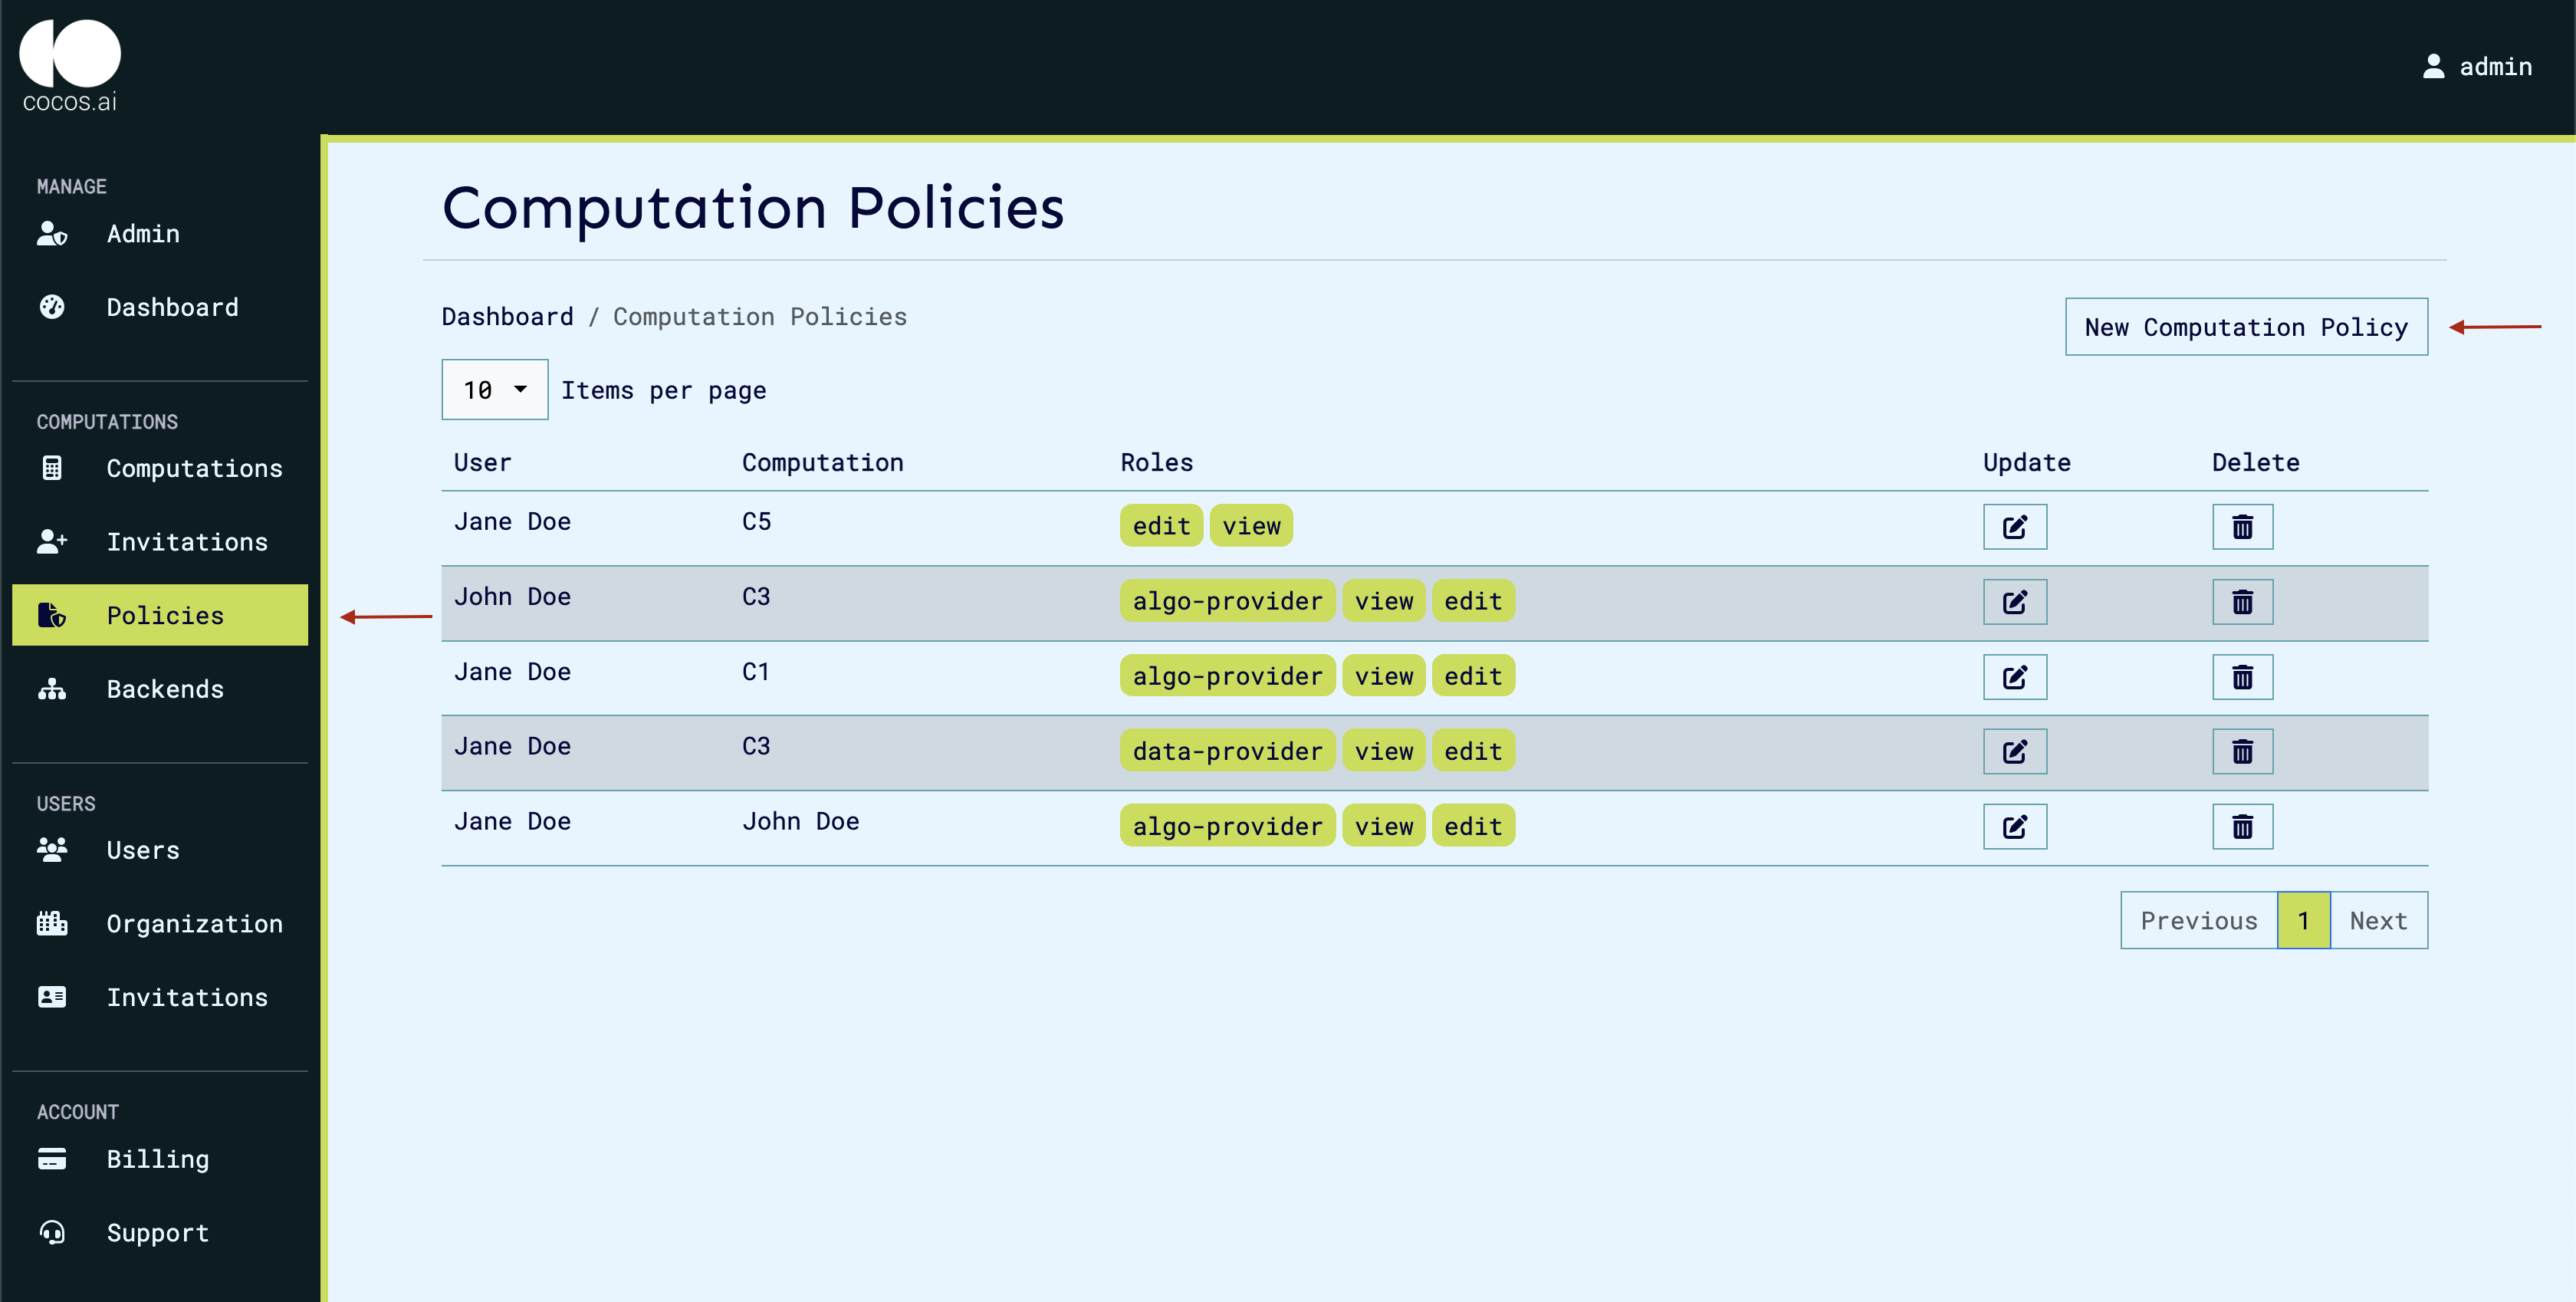 cocos.ai
admin
MANAGE
Admin
Dashboard
COMPUTATIONS
Computations
Invitations
Policies
Backends
USERS
Users
Organization
Invitations
ACCOUNT
Billing
Support
Computation Policies
Dashboard / Computation Policies
New Computation Policy
10 Items per page
User Computation Roles Update Delete
Jane Doe C5 edit view
John Doe C3 algo-provider view edit
Jane Doe C1 algo-provider view edit
Jane Doe C3 data-provider view edit
Jane Doe John Doe algo-provider view edit
Previous 1 Next